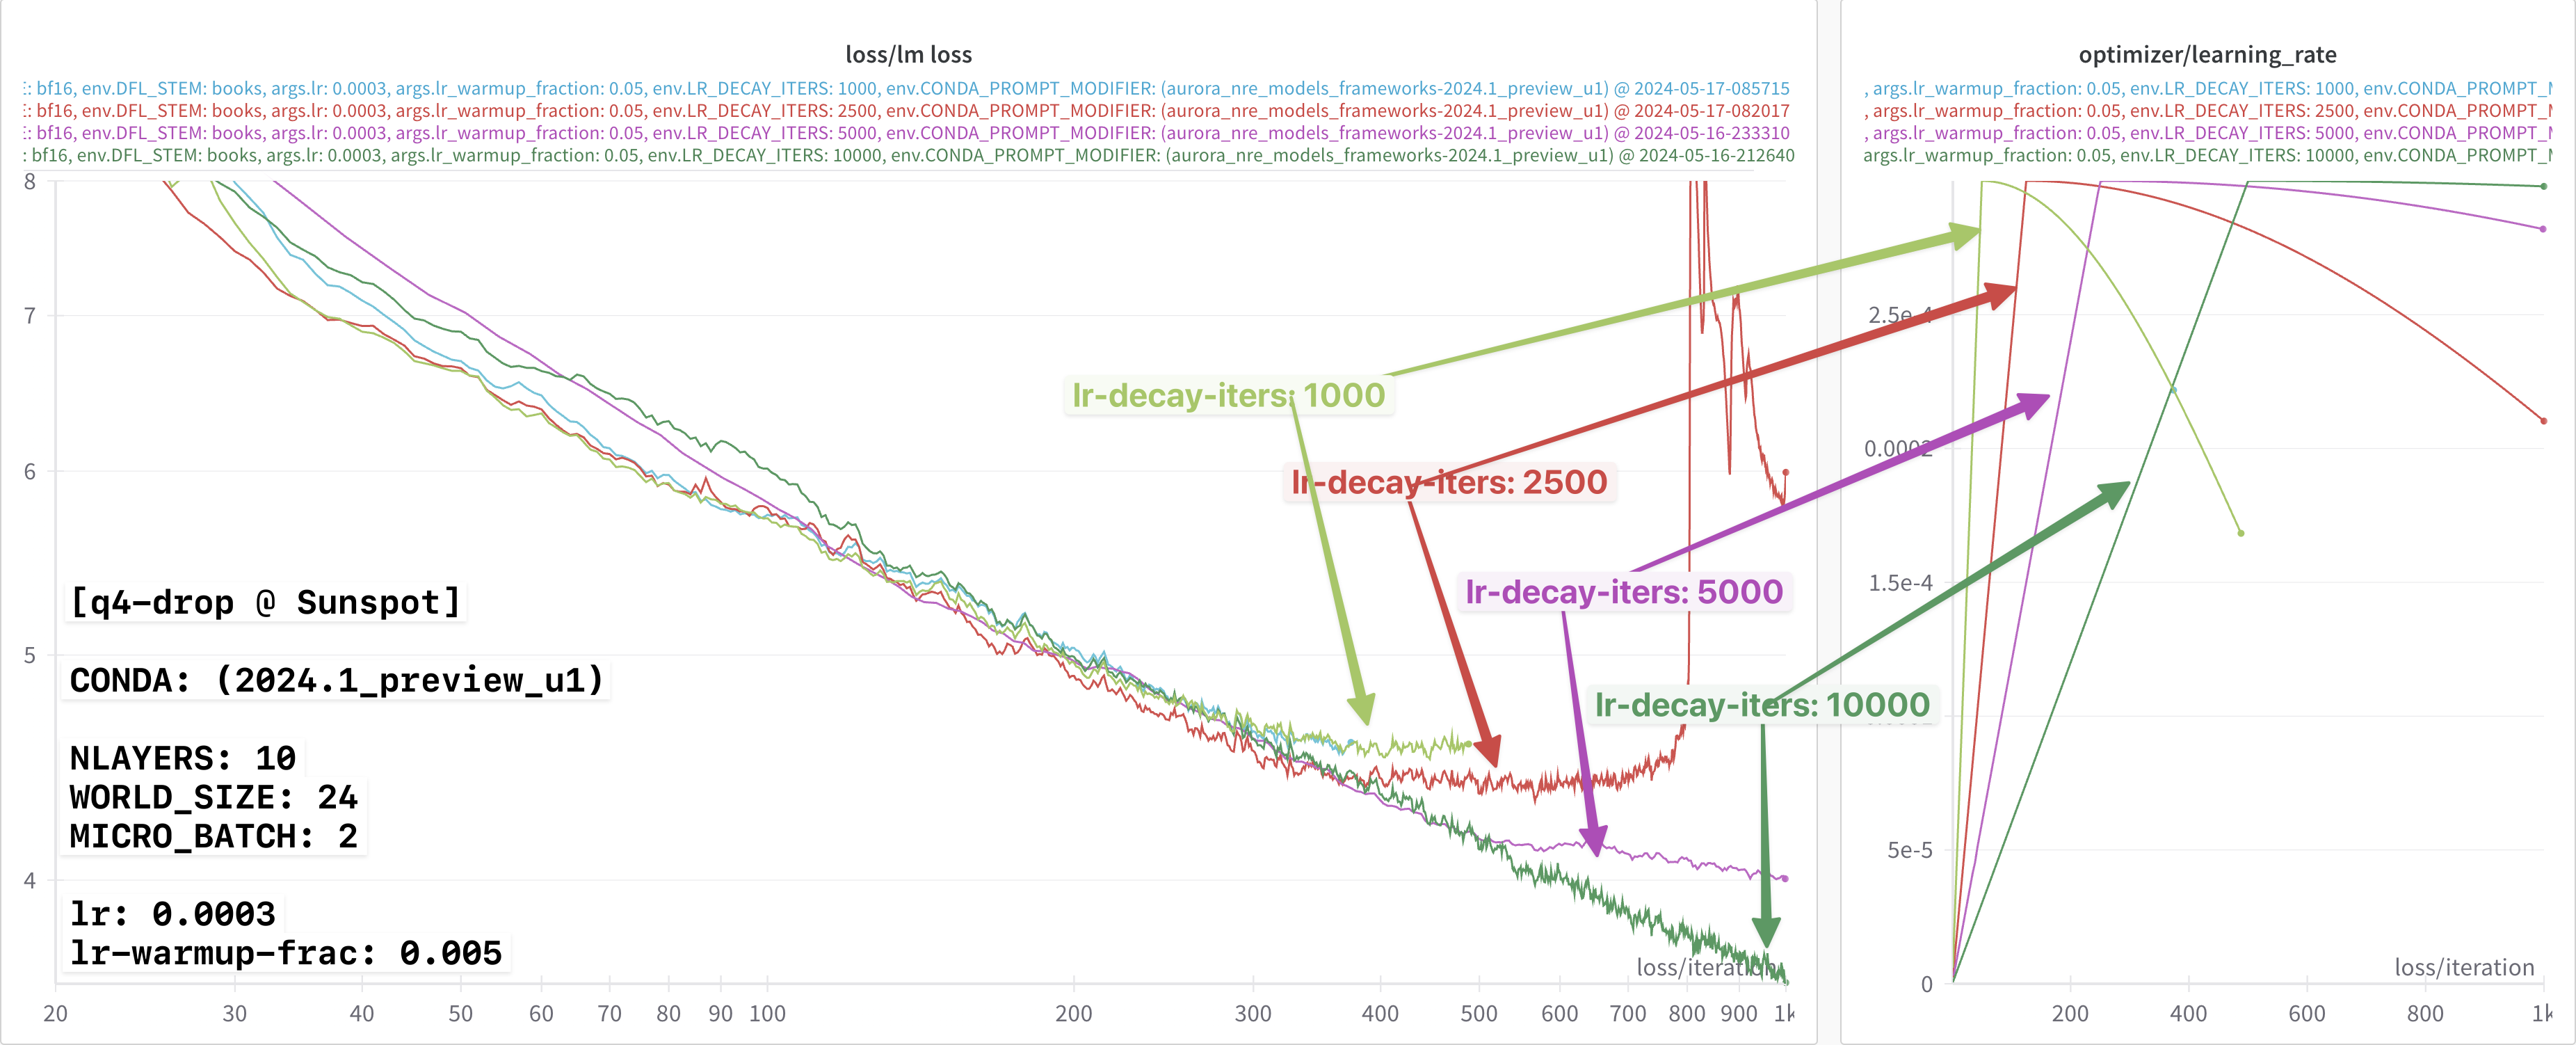 loss/lm loss
: bf16, env.DFL_STEM: books, args.lr: 0.0003, args.lr_warmup_fraction: 0.05, env.LR_DECAY_ITERS: 1000, env.CONDA_PROMPT_MODIFIER: (aurora_nre_models_frameworks-2024.1_preview_u1) @ 2024-05-17-085715
: bf16, env.DFL_STEM: books, args.lr: 0.0003, args.lr_warmup_fraction: 0.05, env.LR_DECAY_ITERS: 2500, env.CONDA_PROMPT_MODIFIER: (aurora_nre_models_frameworks-2024.1_preview_u1) @ 2024-05-17-082017
: bf16, env.DFL_STEM: books, args.lr: 0.0003, args.lr_warmup_fraction: 0.05, env.LR_DECAY_ITERS: 5000, env.CONDA_PROMPT_MODIFIER: (aurora_nre_models_frameworks-2024.1_preview_u1) @ 2024-05-16-233310
: bf16, env.DFL_STEM: books, args.lr: 0.0003, args.lr_warmup_fraction: 0.05, env.LR_DECAY_ITERS: 10000, env.CONDA_PROMPT_MODIFIER: (aurora_nre_models_frameworks-2024.1_preview_u1) @ 2024-05-16-212640
8
7
6
5
4
lr-decay-iters: 1000
lr-decay-iters: 2500
lr-decay-iters: 5000
lr-decay-iters: 10000
[q4-drop @ Sunspot]
CONDA: (2024.1_preview_u1)
NLAYERS: 10
WORLD_SIZE: 24
MICRO_BATCH: 2
lr: 0.0003
lr-warmup-frac: 0.005
loss/iteration
20 30 40 50 60 70 80 90 100 200 300 400 500 600 700 800 900 1k
optimizer/learning_rate
, args.lr_warmup_fraction: 0.05, env.LR_DECAY_ITERS: 1000, env.CONDA_PROMPT_
, args.lr_warmup_fraction: 0.05, env.LR_DECAY_ITERS: 2500, env.CONDA_PROMPT_
, args.lr_warmup_fraction: 0.05, env.LR_DECAY_ITERS: 5000, env.CONDA_PROMPT_
args.lr_warmup_fraction: 0.05, env.LR_DECAY_ITERS: 10000, env.CONDA_PROMPT_
2.5e-4
0.0002
1.5e-4
5e-5
0
loss/iteration
200 400 600 800 1k